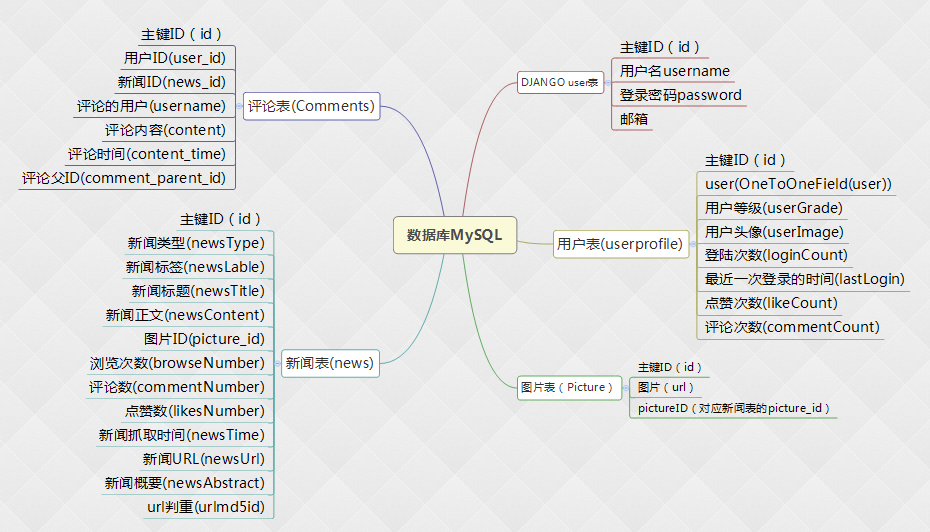 数据库MySQL
评论表(Comments)
主键ID（id）
用户ID(user_id)
新闻ID(news_id)
评论的用户(username)
评论内容(content)
评论时间(content_time)
评论父ID(comment_parent_id)
新闻表(news)
主键ID（id）
新闻类型(newsType)
新闻标签(newsLable)
新闻标题(newsTitle)
新闻正文(newsContent)
图片ID(picture_id)
浏览次数(browseNumber)
评论数(commentNumber)
点赞数(likesNumber)
新闻抓取时间(newsTime)
新闻URL(newsUrl)
新闻概要(newsAbstract)
url判重(urlmd5id)
DJANGO user表
主键ID（id）
用户名username
登录密码password
邮箱
用户表(userprofile)
主键ID（id）
user(OneToOneField(user))
用户等级(userGrade)
用户头像(userImage)
登陆次数(loginCount)
最近一次登录的时间(lastLogin)
点赞次数(likeCount)
评论次数(commentCount)
图片表（Picture）
主键ID（id）
图片（url）
pictureID（对应新闻表的picture_id）